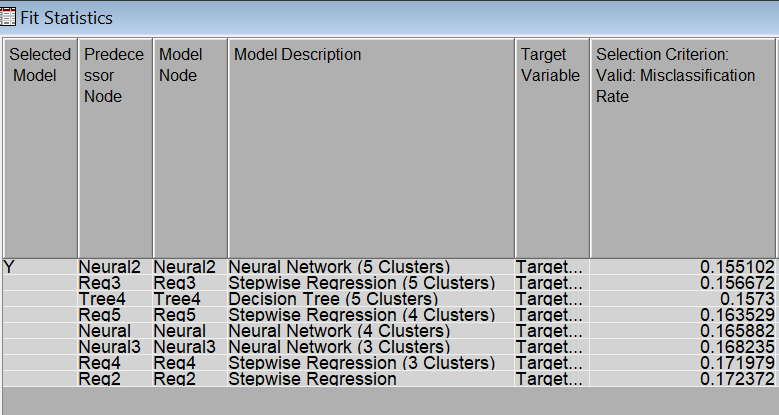 Fit Statistics
Selected Model Predecessor Node Model Node Model Description Target Variable Selection Criterion: Valid: Misclassification Rate
Y Neural2 Neural2 Neural Network (5 Clusters) Target... 0.155102
Reg3 Reg3 Stepwise Regression (5 Clusters) Target... 0.156672
Tree4 Tree4 Decision Tree (5 Clusters) Target... 0.1573
Reg5 Reg5 Stepwise Regression (4 Clusters) Target... 0.163529
Neural Neural Neural Network (4 Clusters) Target... 0.165882
Neural3 Neural3 Neural Network (3 Clusters) Target... 0.168235
Reg4 Reg4 Stepwise Regression (3 Clusters) Target... 0.171979
Reg2 Reg2 Stepwise Regression Target... 0.172372